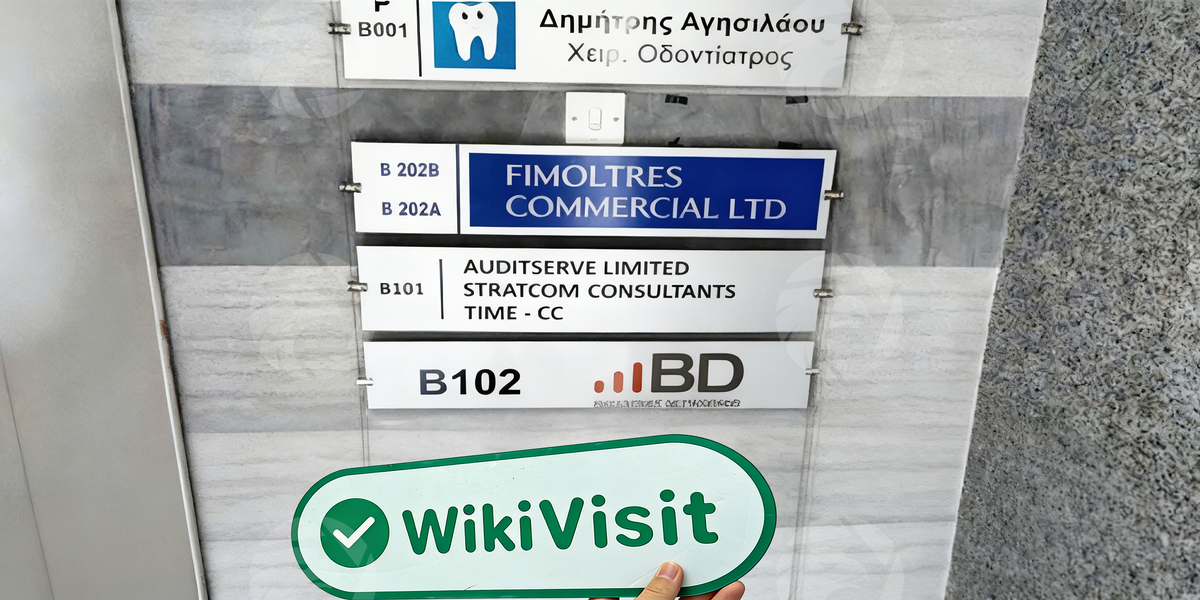 P
B001
Δημήτρης Αγησιλάου
Χειρ. Οδοντίατρος
B 202B
B 202A
FIMOLTRES
COMMERCIAL LTD
B101
AUDITSERVE LIMITED
STRATCOM CONSULTANTS
TIME - CC
B102
BD
WikiVisit